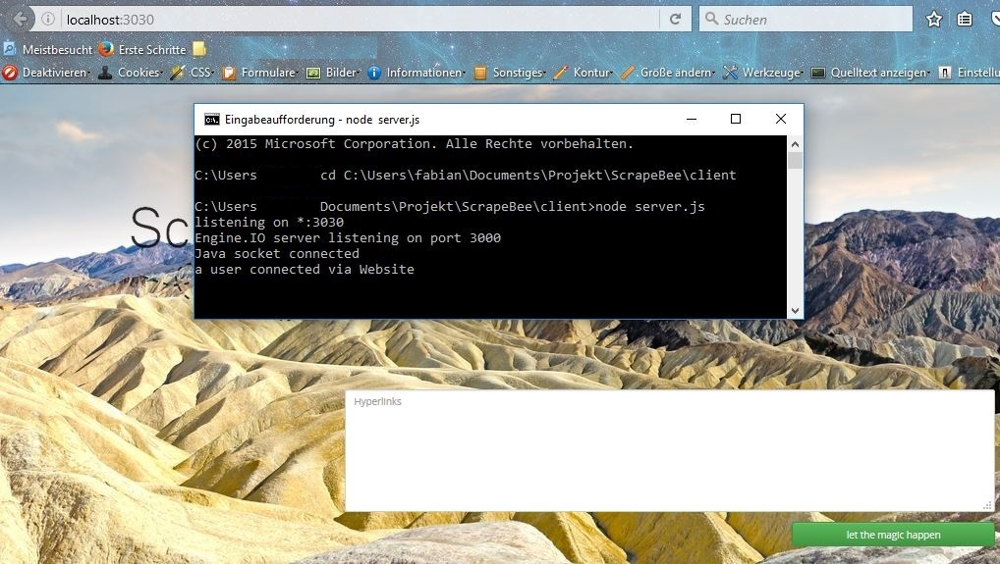 localhost:3030
Suchen
Meistbesucht Erste Schritte
Deaktivieren Cookies CSS Formulare Bilder Informationen Sonstiges Kontur Größe ändern Werkzeuge Quelltext anzeigen Einstellu
Eingabeaufforderung - node server.js
(c) 2015 Microsoft Corporation. Alle Rechte vorbehalten.
C:\Users cd C:\Users\fabian\Documents\Projekt\ScrapeBee\client
C:\Users Documents\Projekt\ScrapeBee\client>node server.js
listening on *:3030
Engine.IO server listening on port 3000
Java socket connected
a user connected via Website
Sc
Hyperlinks
let the magic happen